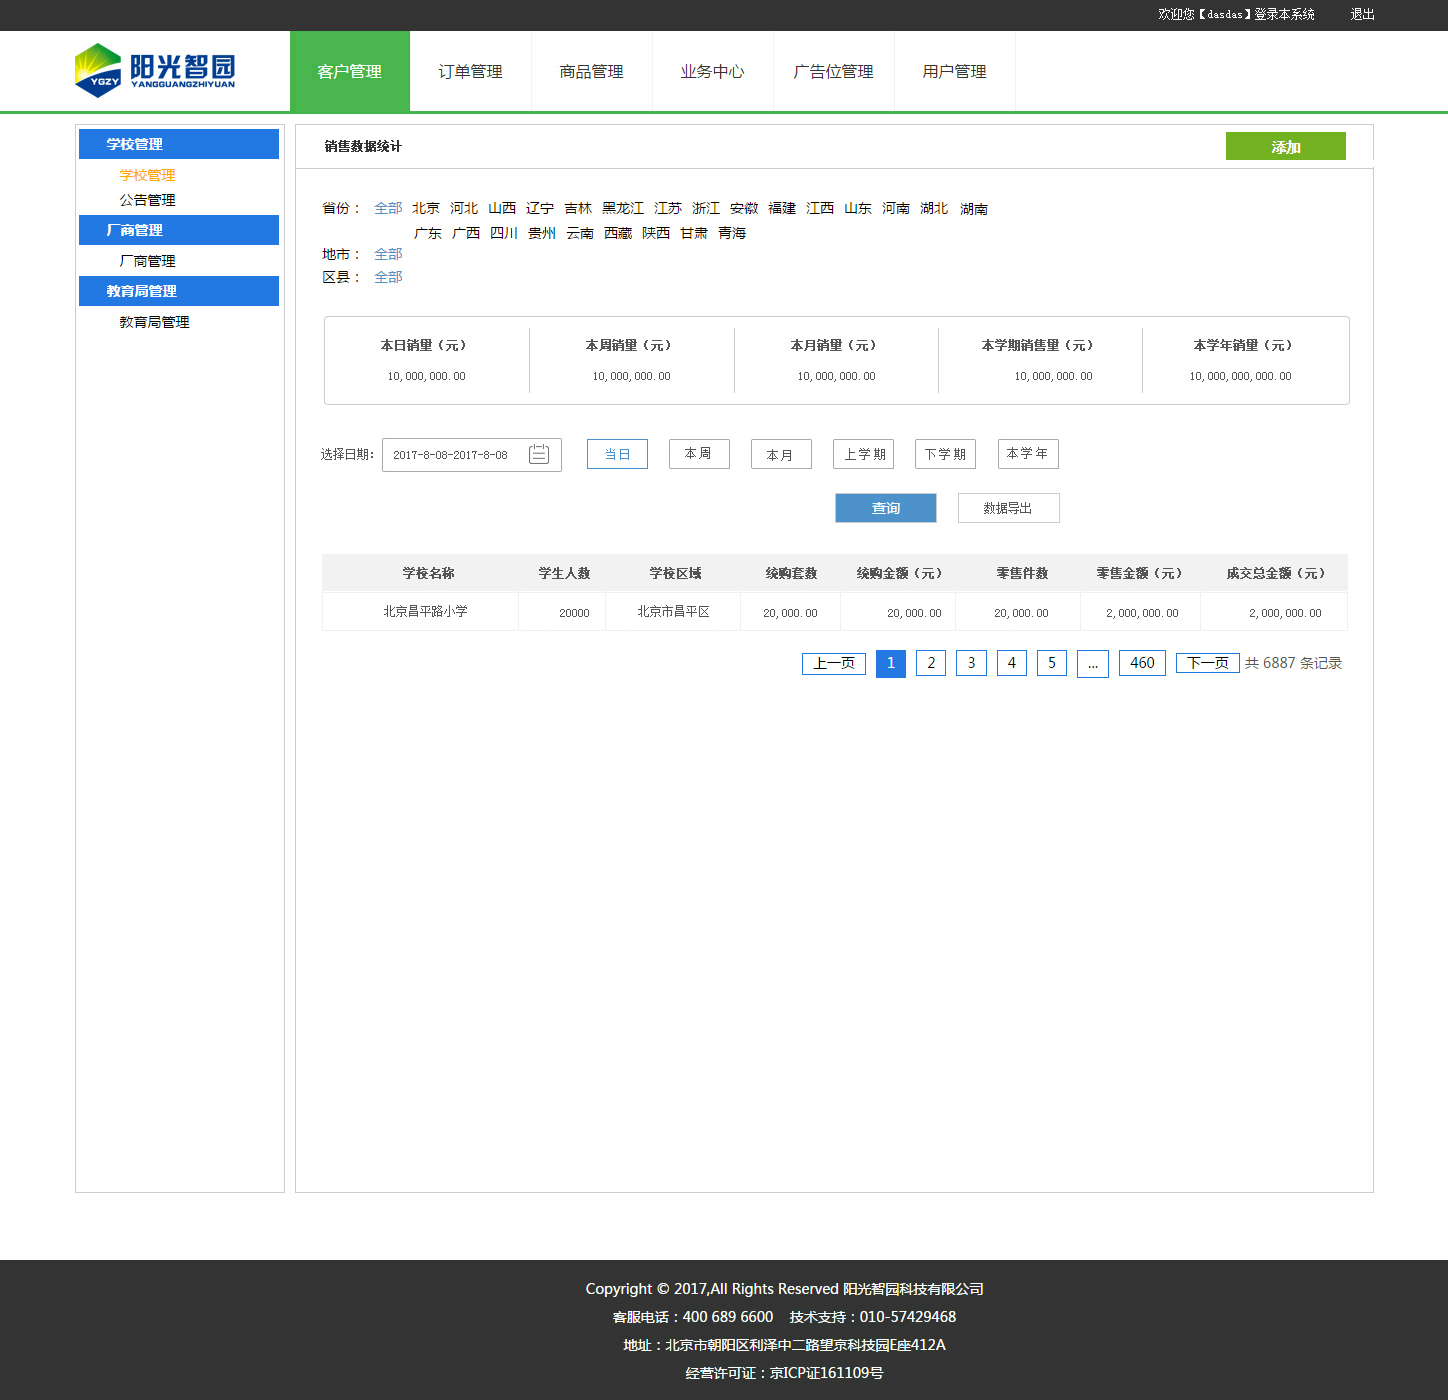 欢迎您【dasdas】登录本系统 退出
YGZY 阳光智园 YANGGUANGZHIYUAN
客户管理 订单管理 商品管理 业务中心 广告位管理 用户管理
学校管理
学校管理
公告管理
厂商管理
厂商管理
教育局管理
教育局管理
销售数据统计 添加
省份： 全部 北京 河北 山西 辽宁 吉林 黑龙江 江苏 浙江 安徽 福建 江西 山东 河南 湖北 湖南
广东 广西 四川 贵州 云南 西藏 陕西 甘肃 青海
地市： 全部
区县： 全部
本日销量（元） 本周销量（元） 本月销量（元） 本学期销售量（元） 本学年销量（元）
10,000,000.00 10,000,000.00 10,000,000.00 10,000,000.00 10,000,000,000.00
选择日期： 2017-8-08-2017-8-08 当日 本周 本月 上学期 下学期 本学年
查询 数据导出
学校名称 学生人数 学校区域 统购套数 统购金额（元） 零售件数 零售金额（元） 成交总金额（元）
北京昌平路小学 20000 北京市昌平区 20,000.00 20,000.00 20,000.00 2,000,000.00 2,000,000.00
上一页 1 2 3 4 5 ... 460 下一页 共 6887 条记录
Copyright © 2017,All Rights Reserved 阳光智园科技有限公司
客服电话：400 689 6600 技术支持：010-57429468
地址：北京市朝阳区利泽中二路望京科技园E座412A
经营许可证：京ICP证161109号